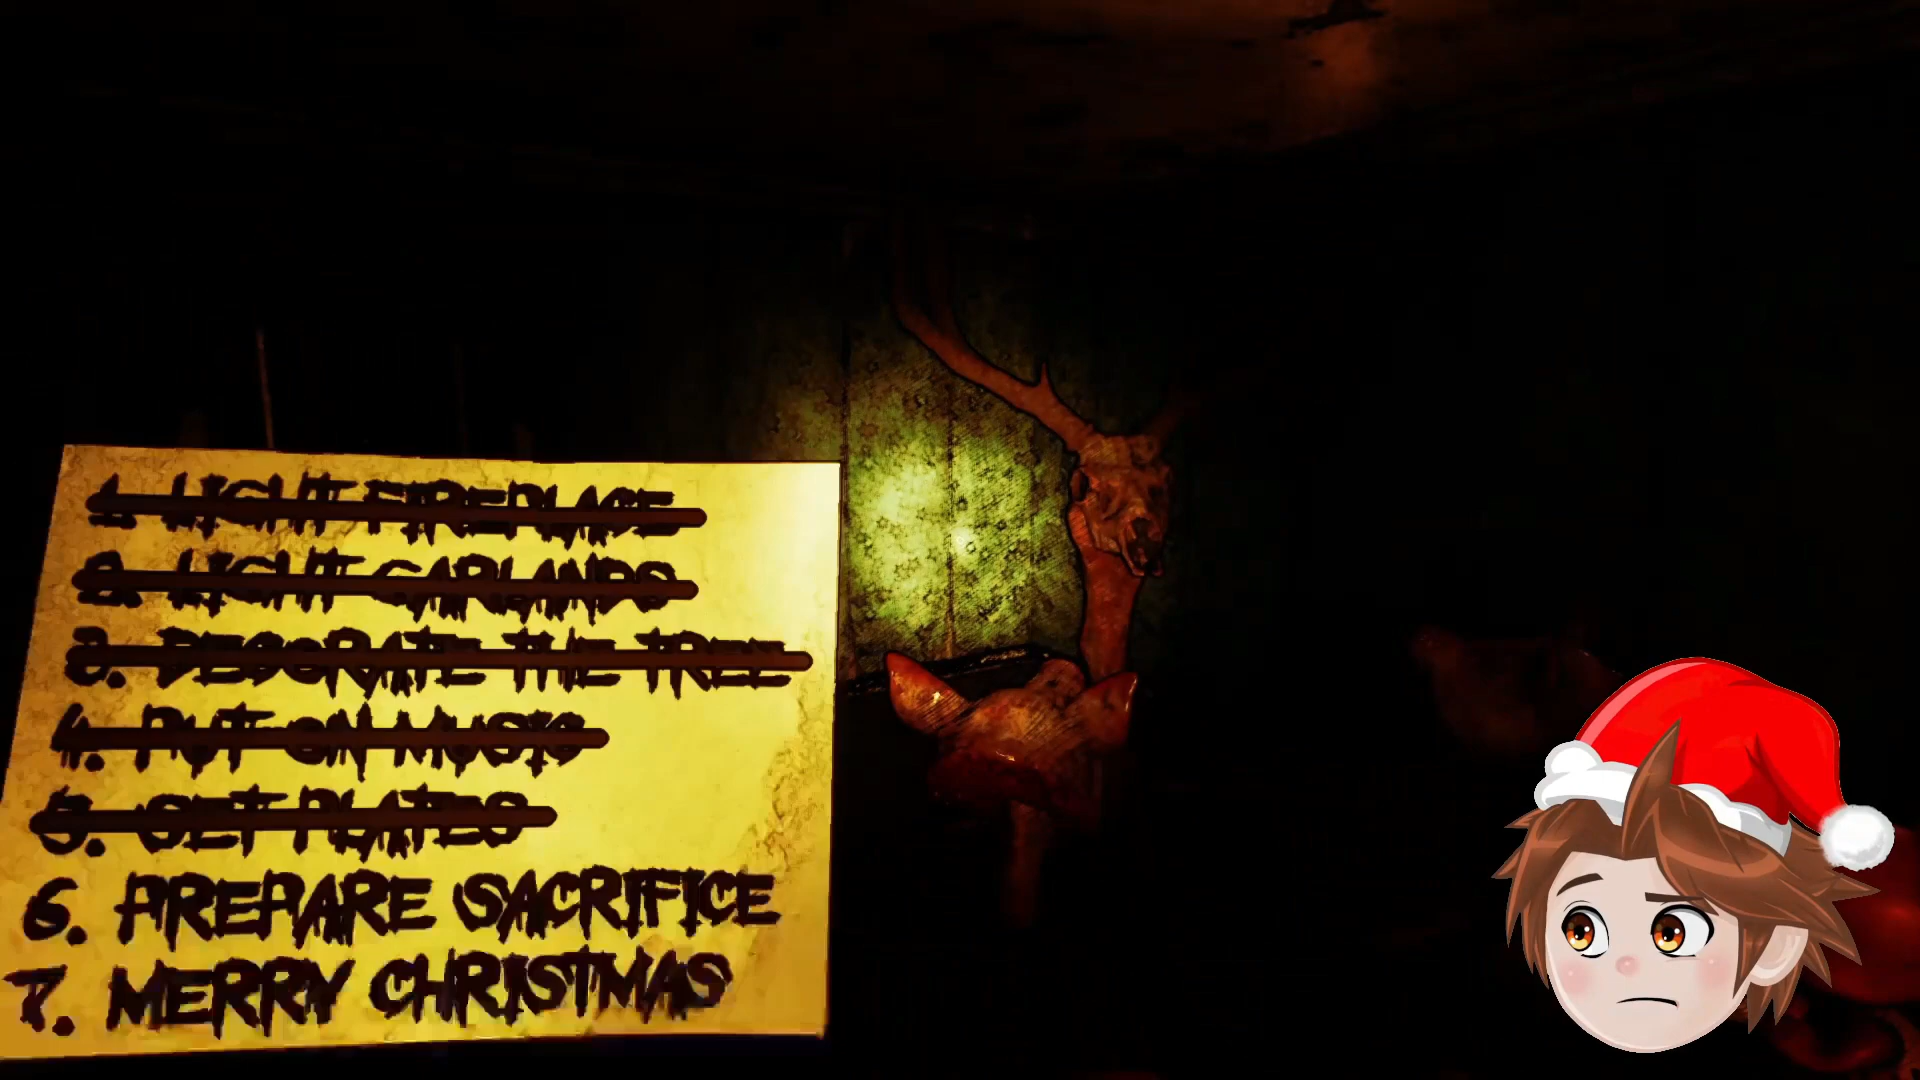 1. LIGHT FIREPLACE
2. LIGHT GARLANDS
3. DECORATE THE TREE
4. PUT ON MUSIC
5. SET PLATES
6. PREPARE SACRIFICE
7. MERRY CHRISTMAS